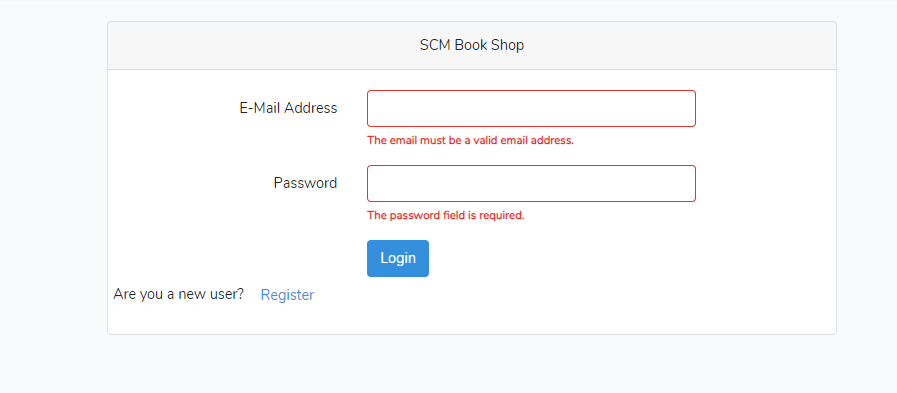 SCM Book Shop
E-Mail Address
The email must be a valid email address.
Password
The password field is required.
Login
Are you a new user? Register